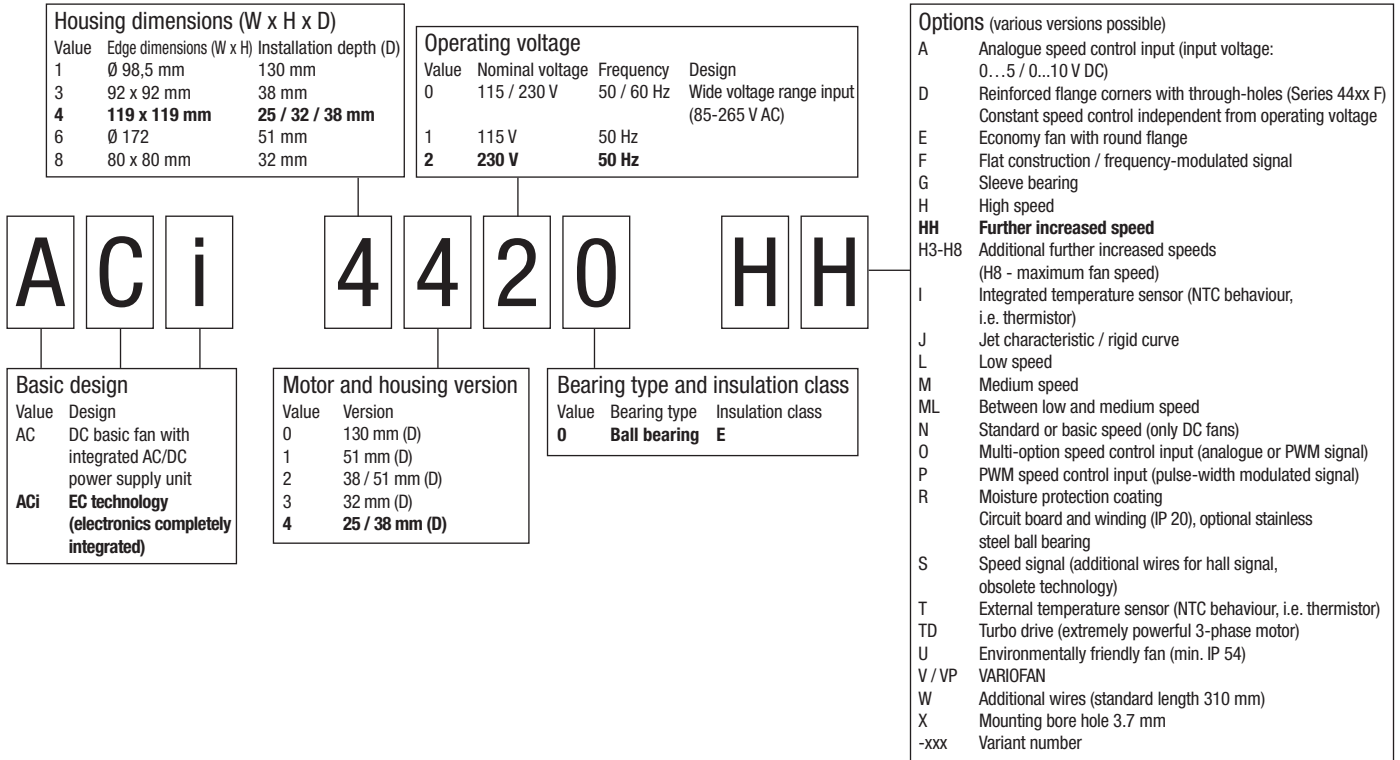 Housing dimensions (W x H x D)
Value Edge dimensions (W x H) Installation depth (D)
1 Ø 98,5 mm 130 mm
3 92 x 92 mm 38 mm
4 119 x 119 mm 25 / 32 / 38 mm
6 Ø 172 51 mm
8 80 x 80 mm 32 mm
Operating voltage
Value Nominal voltage Frequency Design
0 115 / 230 V 50 / 60 Hz Wide voltage range input
(85-265 V AC)
1 115 V 50 Hz
2 230 V 50 Hz
ACi 4420 HH
Basic design
Value Design
AC DC basic fan with
integrated AC/DC
power supply unit
ACi EC technology
(electronics completely
integrated)
Motor and housing version
Value Version
0 130 mm (D)
1 51 mm (D)
2 38 / 51 mm (D)
3 32 mm (D)
4 25 / 38 mm (D)
Bearing type and insulation class
Value Bearing type Insulation class
0 Ball bearing E
Options (various versions possible)
A Analogue speed control input (input voltage:
0…5 / 0...10 V DC)
D Reinforced flange corners with through-holes (Series 44xx F)
Constant speed control independent from operating voltage
E Economy fan with round flange
F Flat construction / frequency-modulated signal
G Sleeve bearing
H High speed
HH Further increased speed
H3-H8 Additional further increased speeds
(H8 - maximum fan speed)
I Integrated temperature sensor (NTC behaviour,
i.e. thermistor)
J Jet characteristic / rigid curve
L Low speed
M Medium speed
ML Between low and medium speed
N Standard or basic speed (only DC fans)
O Multi-option speed control input (analogue or PWM signal)
P PWM speed control input (pulse-width modulated signal)
R Moisture protection coating
Circuit board and winding (IP 20), optional stainless
steel ball bearing
S Speed signal (additional wires for hall signal,
obsolete technology)
T External temperature sensor (NTC behaviour, i.e. thermistor)
TD Turbo drive (extremely powerful 3-phase motor)
U Environmentally friendly fan (min. IP 54)
V / VP VARIOFAN
W Additional wires (standard length 310 mm)
X Mounting bore hole 3.7 mm
-xxx Variant number